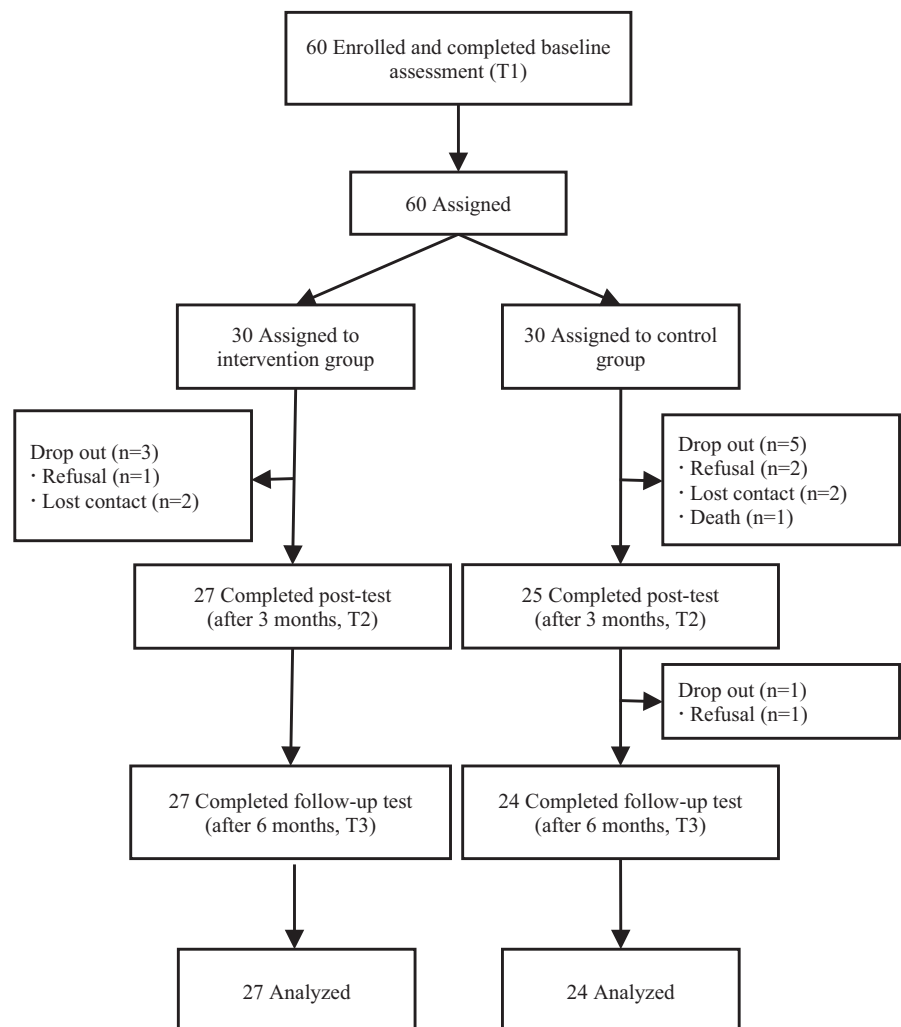 60 Enrolled and completed baseline
assessment (T1)
60 Assigned
30 Assigned to
intervention group
30 Assigned to control
group
Drop out (n=3)
· Refusal (n=1)
· Lost contact (n=2)
Drop out (n=5)
· Refusal (n=2)
· Lost contact (n=2)
· Death (n=1)
27 Completed post-test
(after 3 months, T2)
25 Completed post-test
(after 3 months, T2)
Drop out (n=1)
· Refusal (n=1)
27 Completed follow-up test
(after 6 months, T3)
24 Completed follow-up test
(after 6 months, T3)
27 Analyzed
24 Analyzed